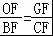 OF/BF = GF/CF